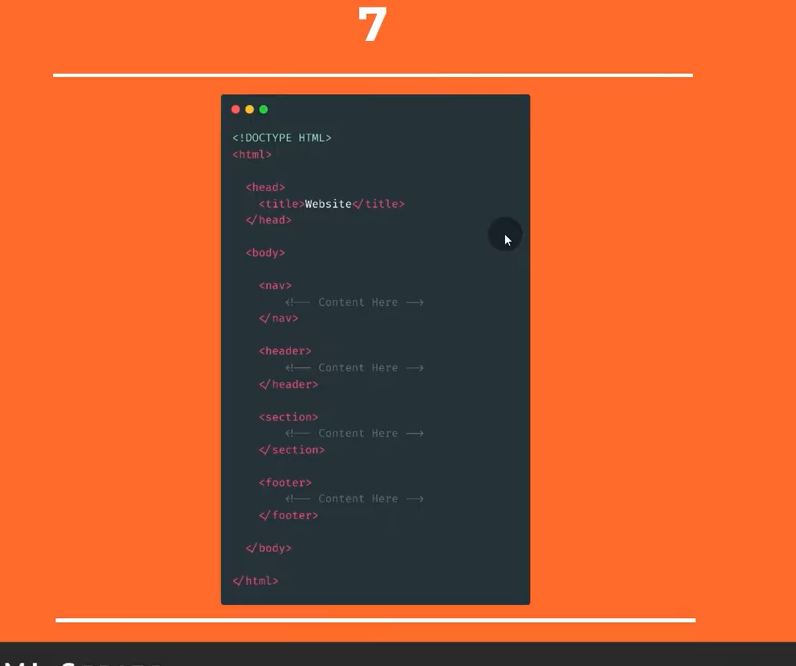 7
<!DOCTYPE HTML>
<html>
<head>
<title>Website</title>
</head>
<body>
<nav>
<!-- Content Here -->
</nav>
<header>
<!-- Content Here -->
</header>
<section>
<!-- Content Here -->
</section>
<footer>
<!-- Content Here -->
</footer>
</body>
</html>